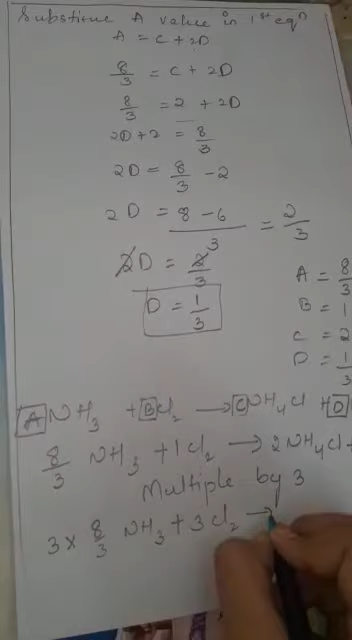 Substitue A value in 1st eqn
A = C + 2D
8/3 = C + 2D
8/3 = 2 + 2D
2D + 2 = 8/3
2D = 8/3 - 2
2D = 8 - 6 / 3 = 2/3
2D = 2/3
D = 1/3
A = 8/3
B = 1
C = 2
D = 1/3
A NH3 + B Cl2 → C NH4Cl + D
8/3 NH3 + 1 Cl2 → 2 NH4Cl +
Multiple by 3
3 × 8/3 NH3 + 3 Cl2 →